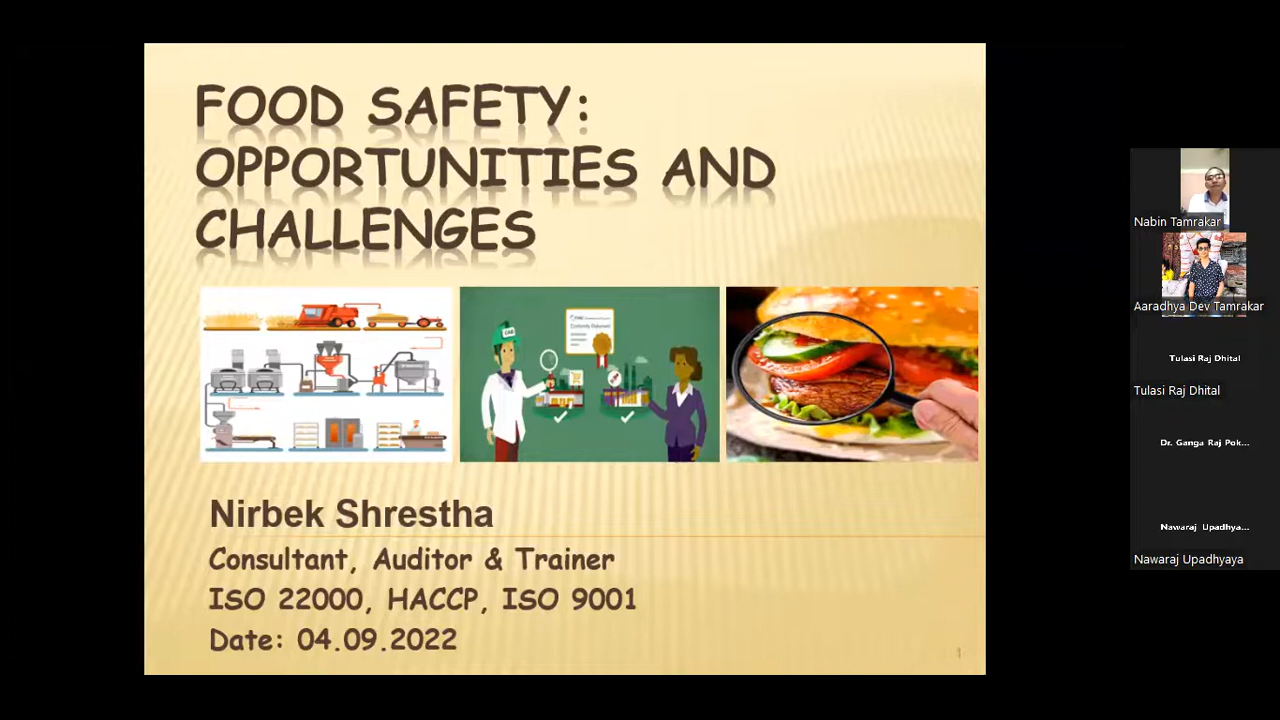 FOOD SAFETY:
OPPORTUNITIES AND
CHALLENGES
CAB
Nirbek Shrestha
Consultant, Auditor & Trainer
ISO 22000, HACCP, ISO 9001
Date: 04.09.2022
1
Nabin Tamrakar
Aaradhya Dev Tamrakar
Tulasi Raj Dhital
Tulasi Raj Dhital
Dr. Ganga Raj Pok...
Nawaraj Upadhya...
Nawaraj Upadhyaya